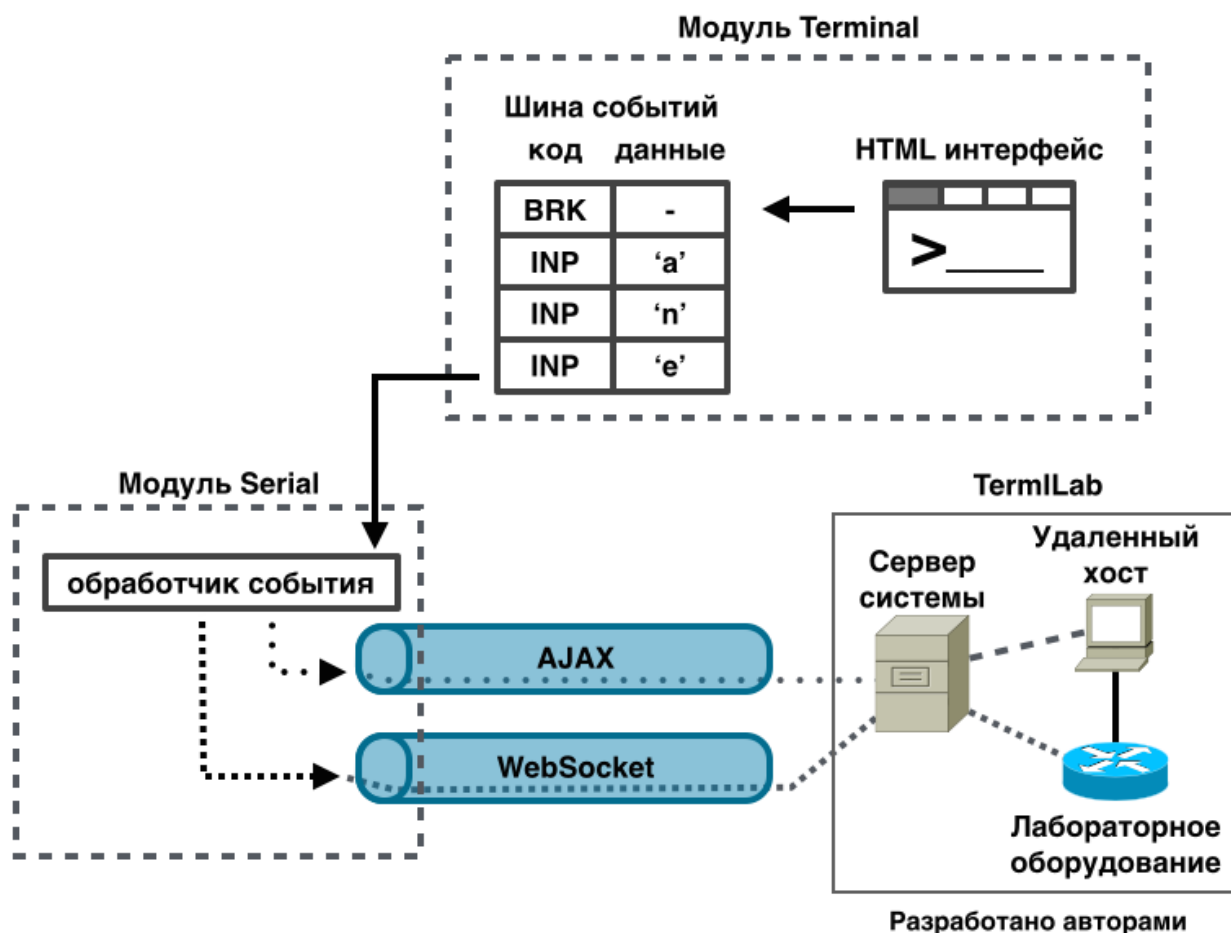 Модуль Terminal
Шина событий
код данные
HTML интерфейс
BRK -
INP ‘a’
INP ‘n’
INP ‘e’
>____
Модуль Serial
обработчик события
AJAX
WebSocket
TermILab
Сервер
системы
Удаленный
хост
Лабораторное
оборудование
Разработано авторами